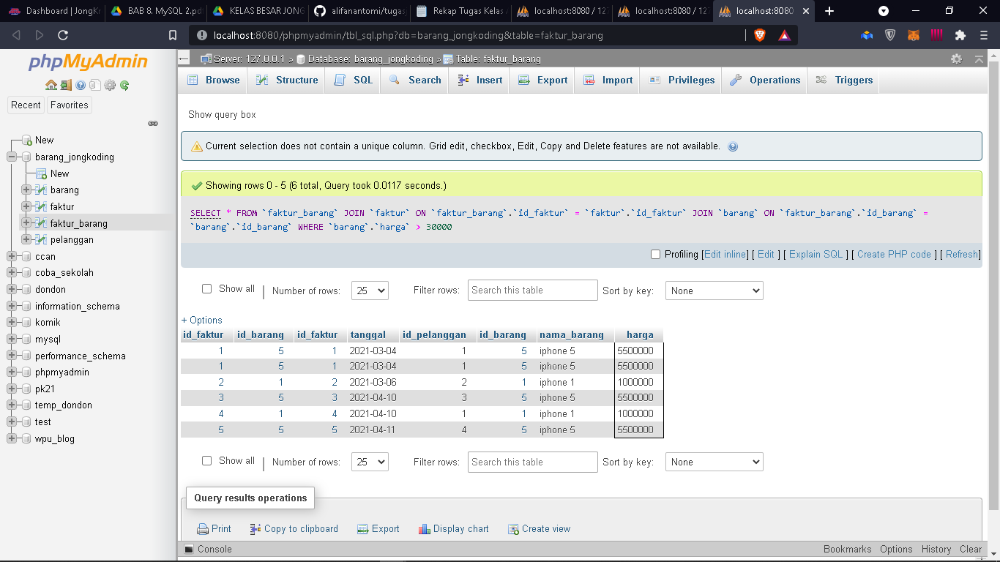 Dashboard | JongK
BAB 8. MySQL 2.pd
KELAS BESAR JONG
alifanantomi/tugas
Rekap Tugas Kelas
localhost:8080 / 127
localhost:8080 / 127
localhost:8080
localhost:8080/phpmyadmin/tbl_sql.php?db=barang_jongkoding&table=faktur_barang
phpMyAdmin
Recent Favorites
New
barang_jongkoding
New
barang
faktur
faktur_barang
pelanggan
ccan
coba_sekolah
dondon
information_schema
komik
mysql
performance_schema
phpmyadmin
pk21
temp_dondon
test
wpu_blog
Server: 127.0.0.1 » Database: barang_jongkoding » Table: faktur_barang
Browse Structure SQL Search Insert Export Import Privileges Operations Triggers
Show query box
Current selection does not contain a unique column. Grid edit, checkbox, Edit, Copy and Delete features are not available.
Showing rows 0 - 5 (6 total, Query took 0.0117 seconds.)
SELECT * FROM `faktur_barang` JOIN `faktur` ON `faktur_barang`.`id_faktur` = `faktur`.`id_faktur` JOIN `barang` ON `faktur_barang`.`id_barang` =
`barang`.`id_barang` WHERE `barang`.`harga` > 30000
Profiling [Edit inline] [ Edit ] [ Explain SQL ] [ Create PHP code ] [ Refresh]
Show all | Number of rows: 25 Filter rows: Search this table Sort by key: None
+ Options
id_faktur id_barang id_faktur tanggal id_pelanggan id_barang nama_barang harga
1 5 1 2021-03-04 1 5 iphone 5 5500000
1 5 1 2021-03-04 1 5 iphone 5 5500000
2 1 2 2021-03-06 2 1 iphone 1 1000000
3 5 3 2021-04-10 3 5 iphone 5 5500000
4 1 4 2021-04-10 1 1 iphone 1 1000000
5 5 5 2021-04-11 4 5 iphone 5 5500000
Show all | Number of rows: 25 Filter rows: Search this table Sort by key: None
Query results operations
Print Copy to clipboard Export Display chart Create view
Console Bookmarks Options History Clear